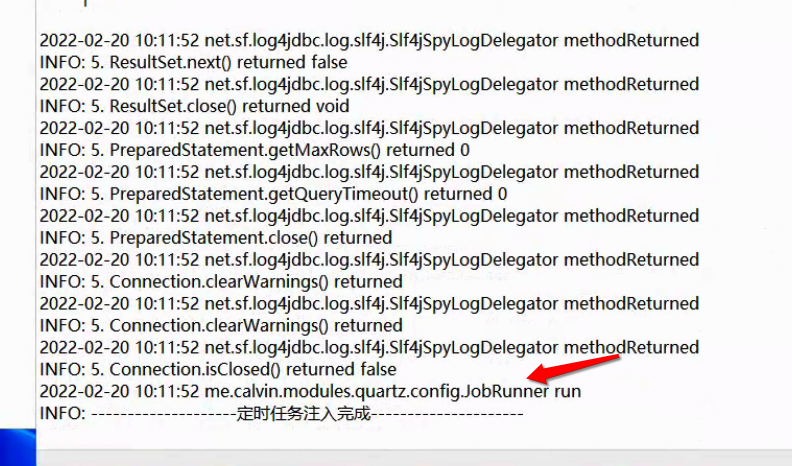 2022-02-20 10:11:52 net.sf.log4jdbc.log.slf4j.Slf4jSpyLogDelegator methodReturned
INFO: 5. ResultSet.next() returned false
2022-02-20 10:11:52 net.sf.log4jdbc.log.slf4j.Slf4jSpyLogDelegator methodReturned
INFO: 5. ResultSet.close() returned void
2022-02-20 10:11:52 net.sf.log4jdbc.log.slf4j.Slf4jSpyLogDelegator methodReturned
INFO: 5. PreparedStatement.getMaxRows() returned 0
2022-02-20 10:11:52 net.sf.log4jdbc.log.slf4j.Slf4jSpyLogDelegator methodReturned
INFO: 5. PreparedStatement.getQueryTimeout() returned 0
2022-02-20 10:11:52 net.sf.log4jdbc.log.slf4j.Slf4jSpyLogDelegator methodReturned
INFO: 5. PreparedStatement.close() returned
2022-02-20 10:11:52 net.sf.log4jdbc.log.slf4j.Slf4jSpyLogDelegator methodReturned
INFO: 5. Connection.clearWarnings() returned
2022-02-20 10:11:52 net.sf.log4jdbc.log.slf4j.Slf4jSpyLogDelegator methodReturned
INFO: 5. Connection.clearWarnings() returned
2022-02-20 10:11:52 net.sf.log4jdbc.log.slf4j.Slf4jSpyLogDelegator methodReturned
INFO: 5. Connection.isClosed() returned false
2022-02-20 10:11:52 me.calvin.modules.quartz.config.JobRunner run
INFO: --------------------定时任务注入完成---------------------